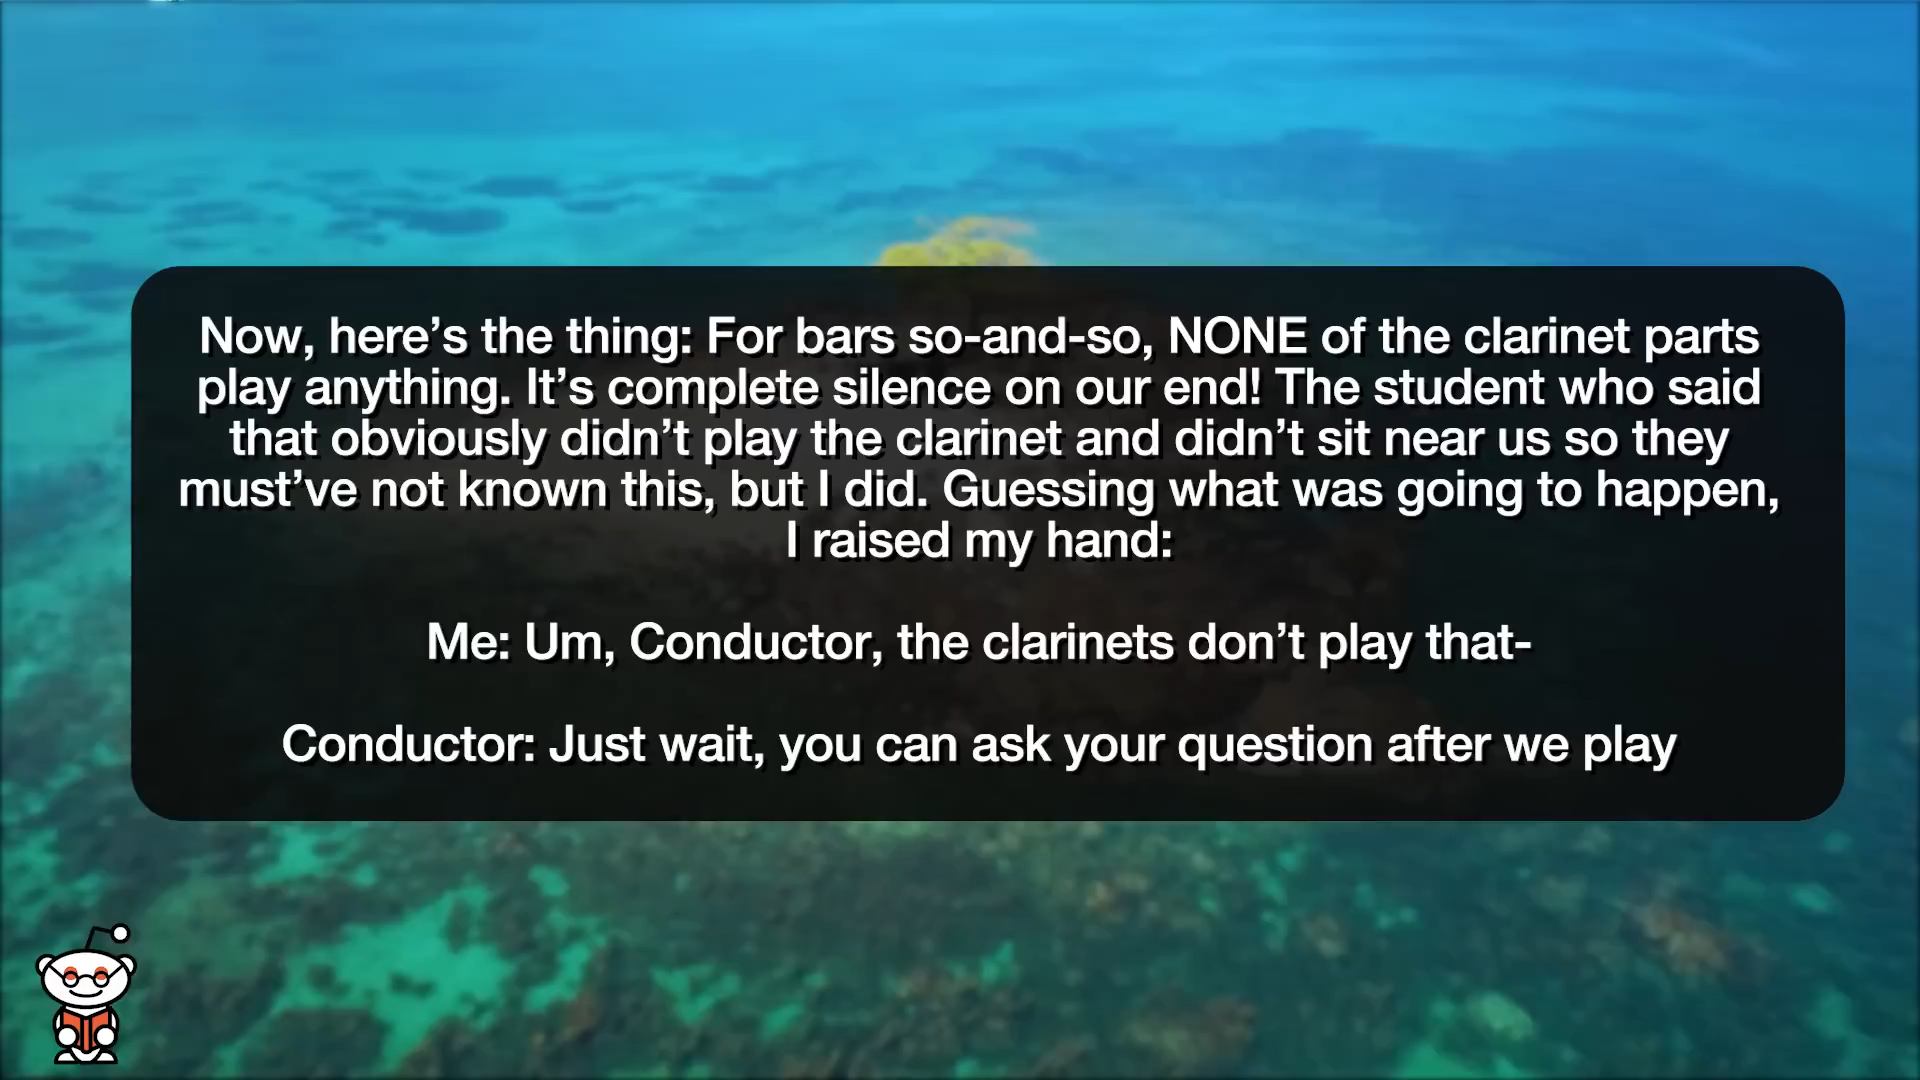 Now, here’s the thing: For bars so-and-so, NONE of the clarinet parts
play anything. It’s complete silence on our end! The student who said
that obviously didn’t play the clarinet and didn’t sit near us so they
must’ve not known this, but I did. Guessing what was going to happen,
I raised my hand:
Me: Um, Conductor, the clarinets don’t play that-
Conductor: Just wait, you can ask your question after we play